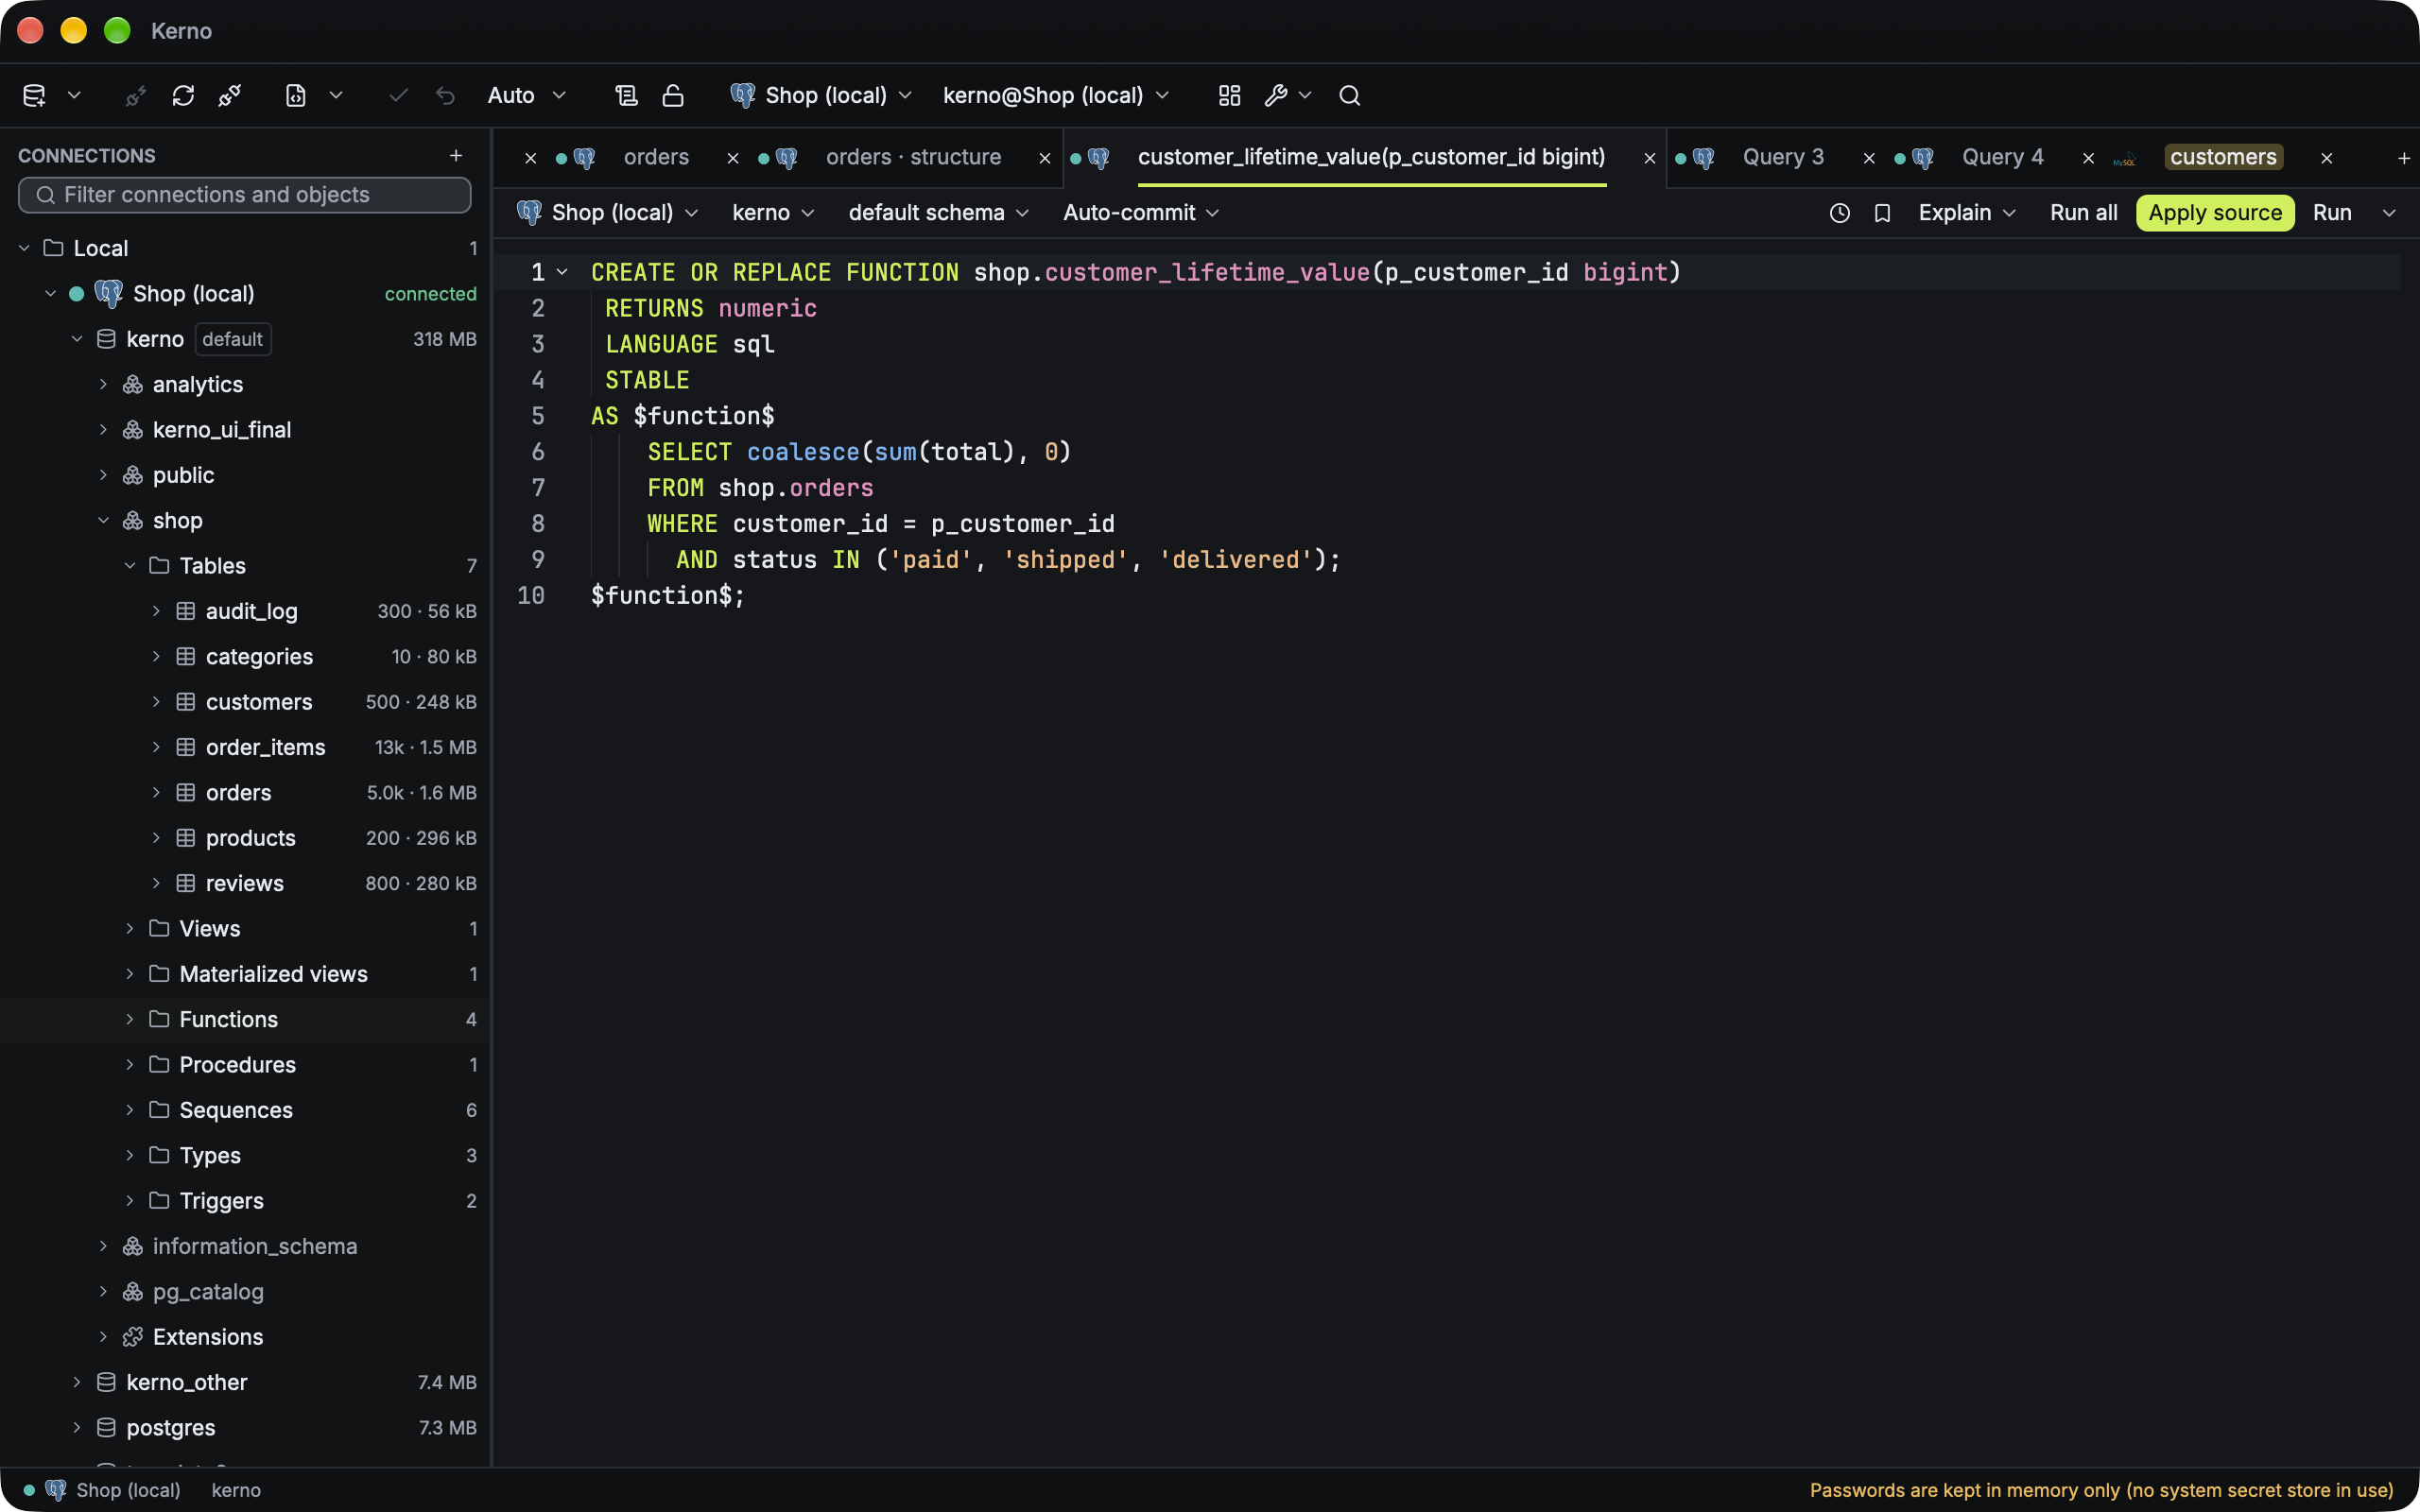 Kerno
Auto
Shop (local)
kerno@Shop (local)
CONNECTIONS
Filter connections and objects
Local 1
Shop (local) connected
kerno default 318 MB
analytics
kerno_ui_final
public
shop
Tables 7
audit_log 300 · 56 kB
categories 10 · 80 kB
customers 500 · 248 kB
order_items 13k · 1.5 MB
orders 5.0k · 1.6 MB
products 200 · 296 kB
reviews 800 · 280 kB
Views 1
Materialized views 1
Functions 4
Procedures 1
Sequences 6
Types 3
Triggers 2
information_schema
pg_catalog
Extensions
kerno_other 7.4 MB
postgres 7.3 MB
orders
orders · structure
customer_lifetime_value(p_customer_id bigint)
Query 3
Query 4
MySQL
customers
Shop (local) kerno default schema Auto-commit
Explain Run all Apply source Run
1 CREATE OR REPLACE FUNCTION shop.customer_lifetime_value(p_customer_id bigint)
2 RETURNS numeric
3 LANGUAGE sql
4 STABLE
5 AS $function$
6 SELECT coalesce(sum(total), 0)
7 FROM shop.orders
8 WHERE customer_id = p_customer_id
9 AND status IN ('paid', 'shipped', 'delivered');
10 $function$;
Shop (local) kerno
Passwords are kept in memory only (no system secret store in use)